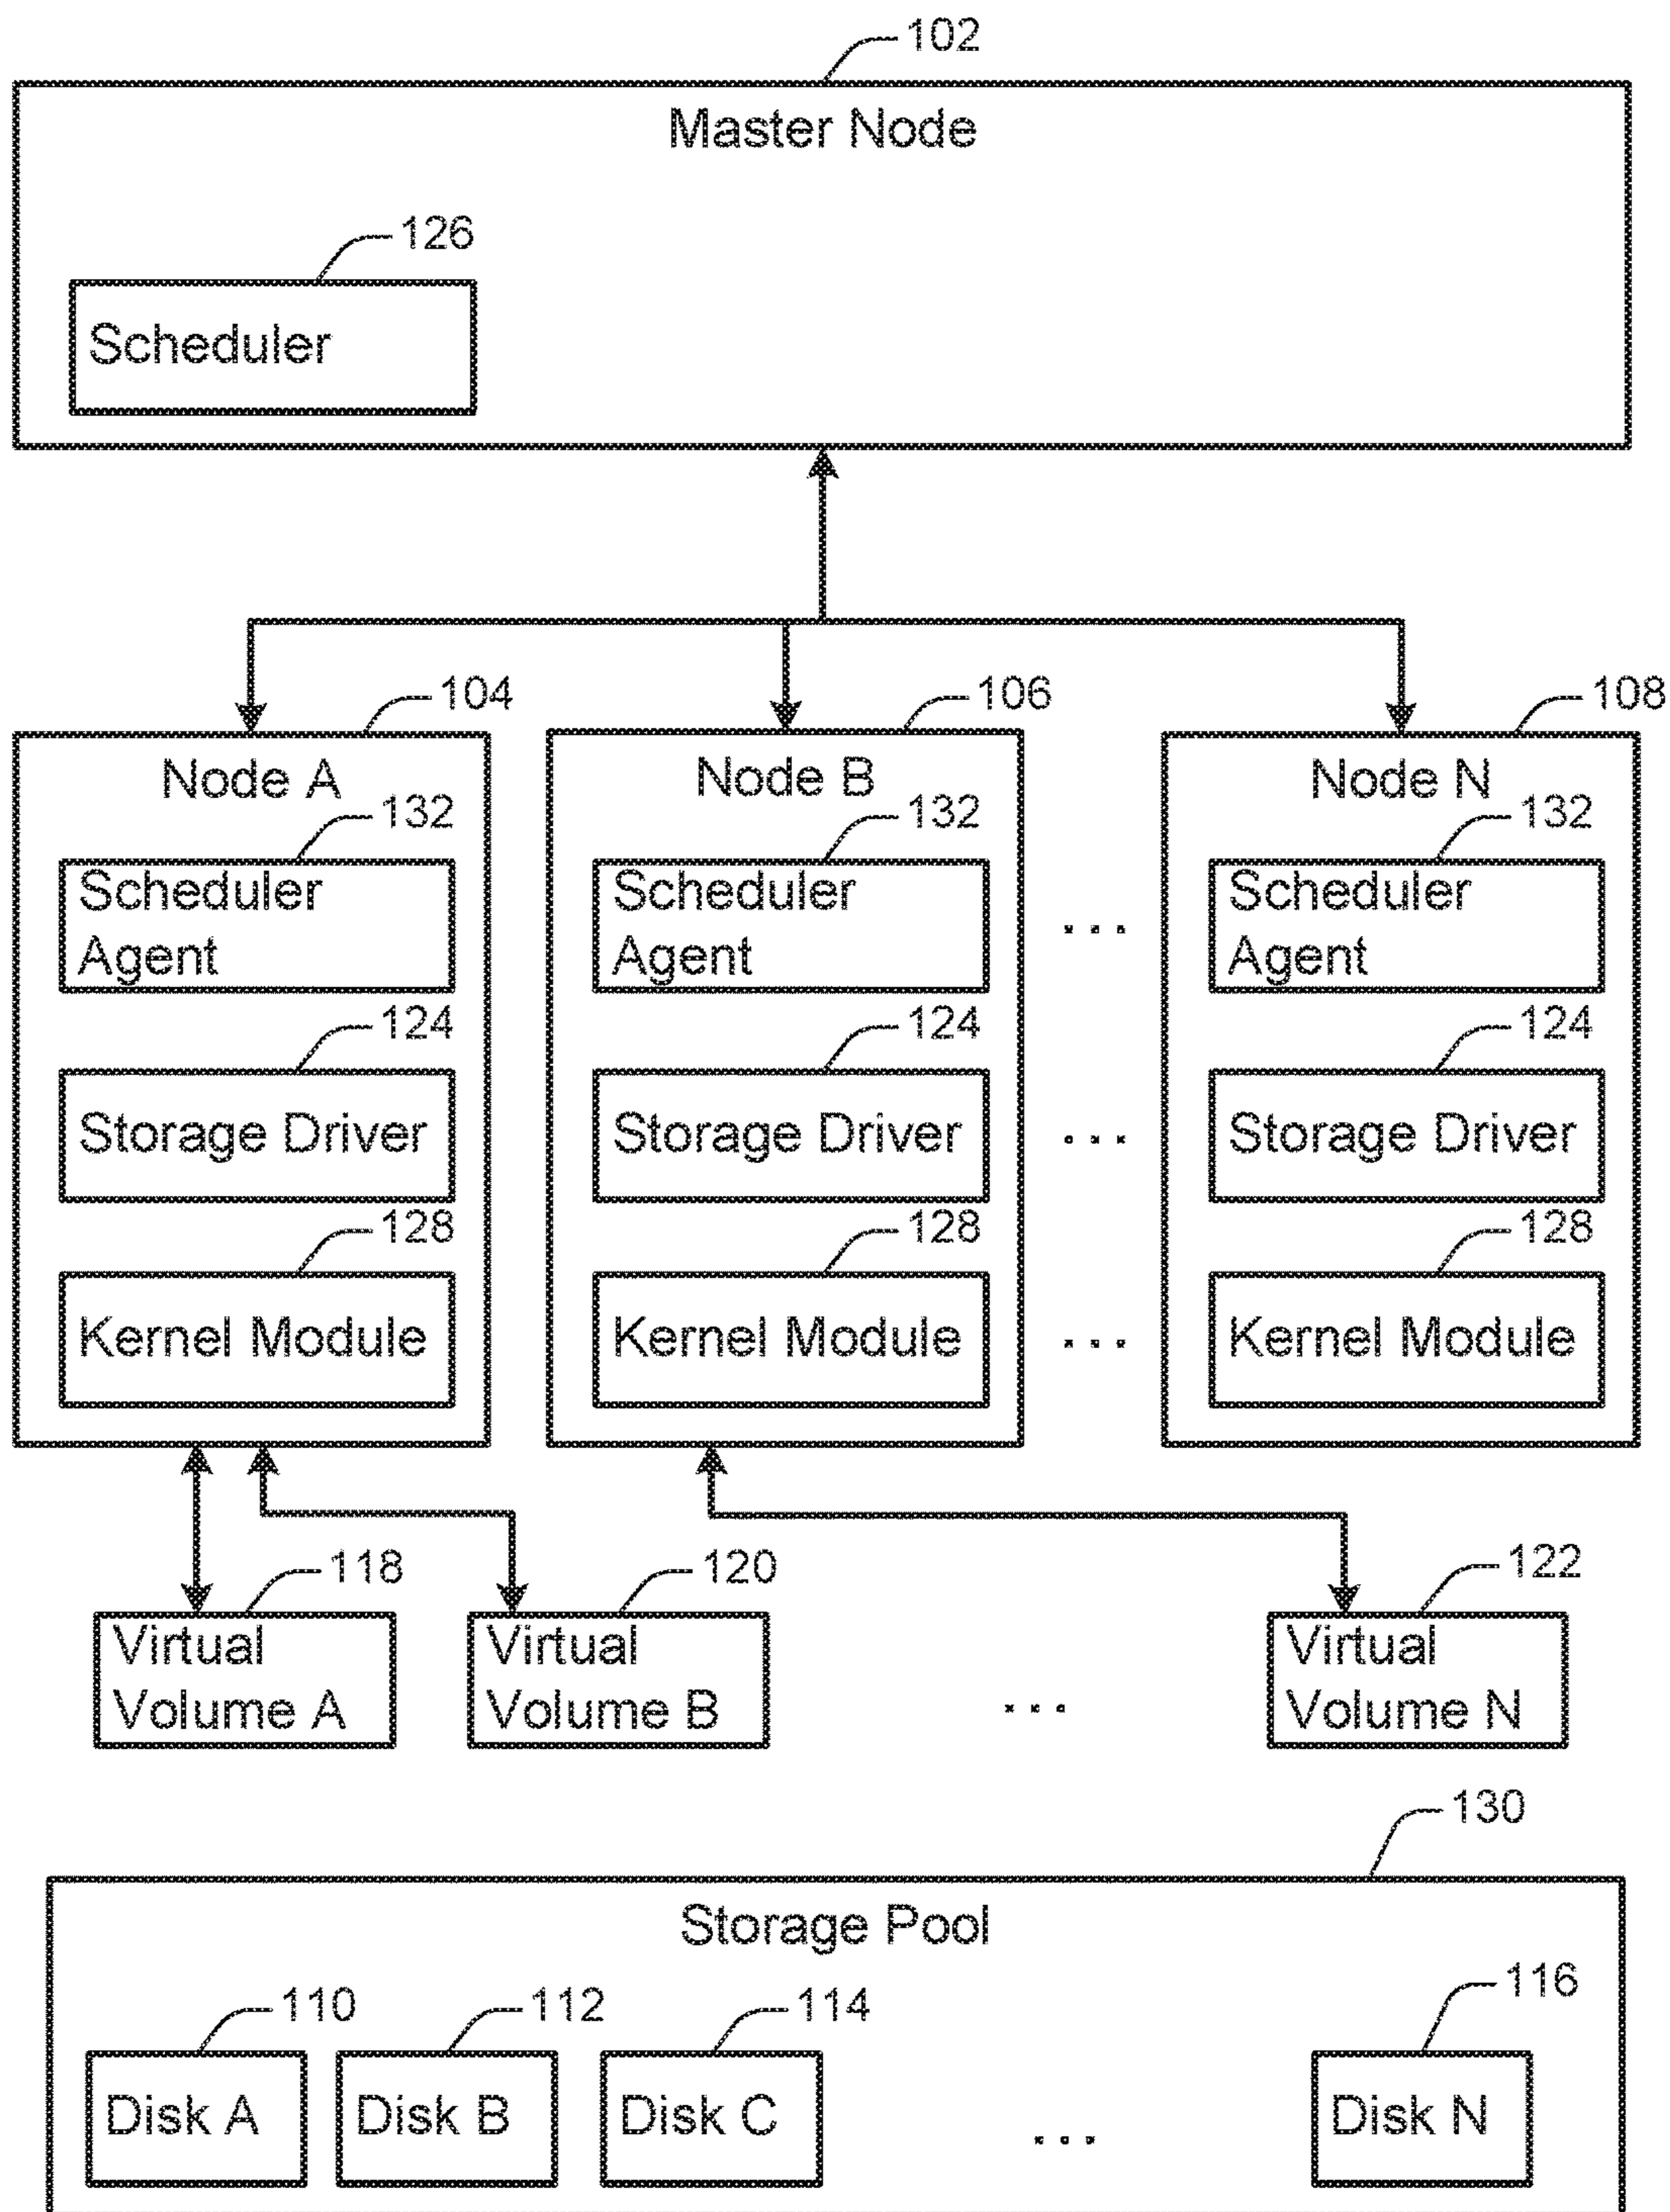 102
Master Node
126
Scheduler
104
106
108
Node A
Node B
Node N
132
132
132
Scheduler
Agent
Scheduler
Agent
...
Scheduler
Agent
124
124
124
Storage Driver
Storage Driver
...
Storage Driver
128
128
128
Kernel Module
Kernel Module
...
Kernel Module
118
120
122
Virtual
Volume A
Virtual
Volume B
...
Virtual
Volume N
130
Storage Pool
110
112
114
116
Disk A
Disk B
Disk C
...
Disk N